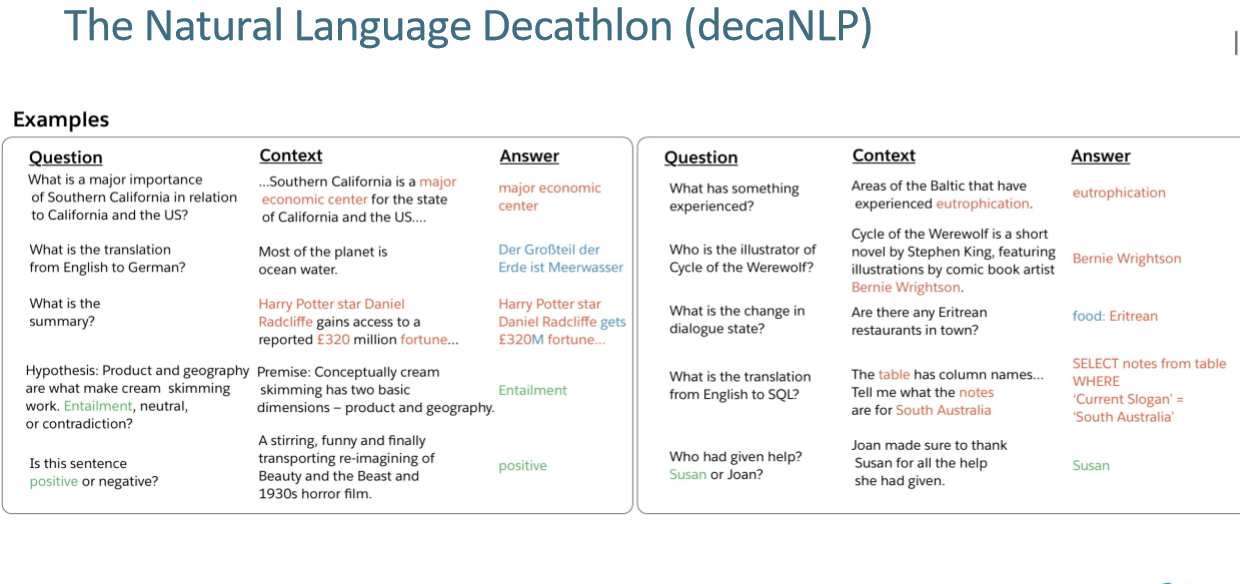 The Natural Language Decathlon (decaNLP)
Examples
Question
Context
Answer
What is a major importance
of Southern California in relation
to California and the US?
...Southern California is a major
economic center for the state
of California and the US....
major economic
center
What is the translation
from English to German?
Most of the planet is
ocean water.
Der Großteil der
Erde ist Meerwasser
What is the
summary?
Harry Potter star Daniel
Radcliffe gains access to a
reported £320 million fortune...
Harry Potter star
Daniel Radcliffe gets
£320M fortune...
Hypothesis: Product and geography
are what make cream skimming
work. Entailment, neutral,
or contradiction?
Premise: Conceptually cream
skimming has two basic
dimensions – product and geography.
Entailment
Is this sentence
positive or negative?
A stirring, funny and finally
transporting re-imagining of
Beauty and the Beast and
1930s horror film.
positive
Question
Context
Answer
What has something
experienced?
Areas of the Baltic that have
experienced eutrophication.
eutrophication
Who is the illustrator of
Cycle of the Werewolf?
Cycle of the Werewolf is a short
novel by Stephen King, featuring
illustrations by comic book artist
Bernie Wrightson.
Bernie Wrightson
What is the change in
dialogue state?
Are there any Eritrean
restaurants in town?
food: Eritrean
What is the translation
from English to SQL?
The table has column names...
Tell me what the notes
are for South Australia
SELECT notes from table
WHERE
‘Current Slogan’ =
‘South Australia’
Who had given help?
Susan or Joan?
Joan made sure to thank
Susan for all the help
she had given.
Susan